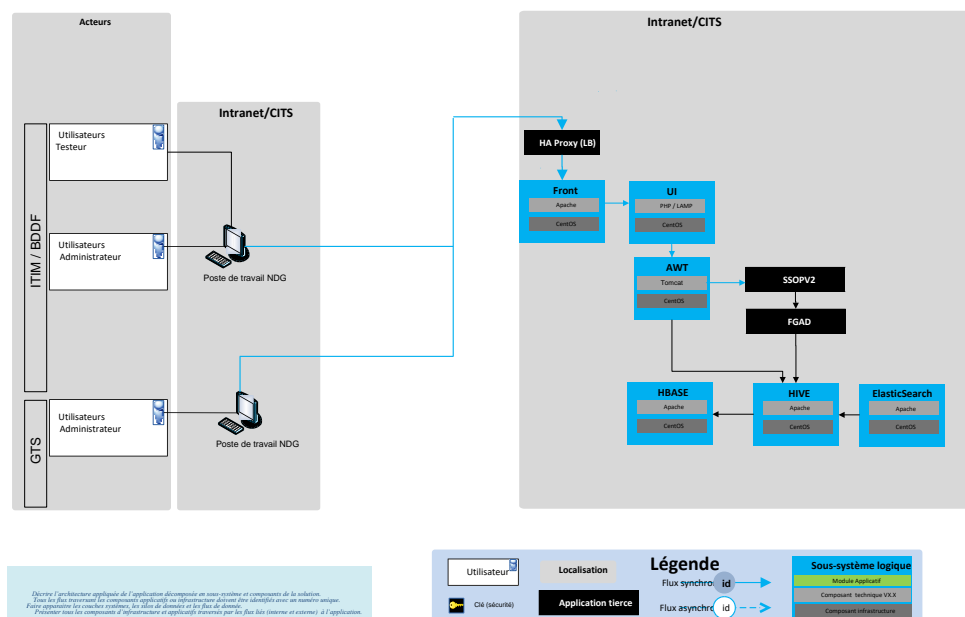 Acteurs
Intranet/CITS
Intranet/CITS
ITIM / BDDF
GTS
Utilisateurs
Testeur
Utilisateurs
Administrateur
Utilisateurs
Administrateur
Poste de travail NDG
Poste de travail NDG
HA Proxy (LB)
Front
Apache
CentOS
UI
PHP / LAMP
CentOS
AWT
Tomcat
CentOS
SSOPV2
FGAD
HBASE
Apache
CentOS
HIVE
Apache
CentOS
ElasticSearch
Apache
CentOS
Décrire l'architecture appliquée de l'application décomposée en sous-système et composants de la solution.
Tous les flux traversant les composants applicatifs ou infrastructure doivent être identifiés avec un numéro unique.
Faire apparaitre les couches systèmes, les silos de données et les flux de donnée.
Présenter tous les composants d'infrastructure et applicatifs traversés par les flux liés (interne et externe) à l'application.
Légende
Utilisateur
Localisation
Flux synchro
id
Sous-système logique
Module Applicatif
Composant technique VX.X
Composant infrastructure
Clé (sécurité)
Application tierce
Flux asynchro
id